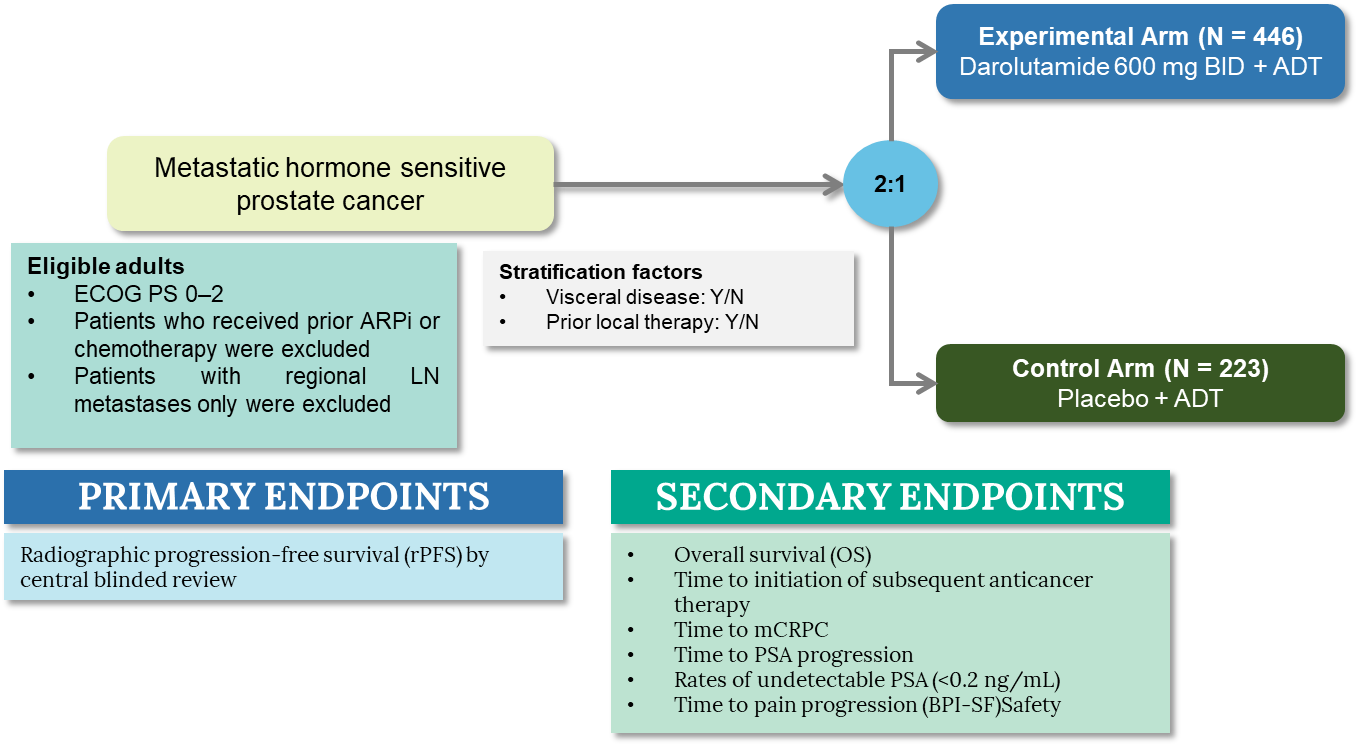 Experimental Arm (N = 446)
Darolutamide 600 mg BID + ADT
Metastatic hormone sensitive
prostate cancer
2:1
Eligible adults
• ECOG PS 0–2
• Patients who received prior ARPi or
chemotherapy were excluded
• Patients with regional LN
metastases only were excluded
Stratification factors
• Visceral disease: Y/N
• Prior local therapy: Y/N
Control Arm (N = 223)
Placebo + ADT
PRIMARY ENDPOINTS
Radiographic progression-free survival (rPFS) by
central blinded review
SECONDARY ENDPOINTS
• Overall survival (OS)
• Time to initiation of subsequent anticancer
therapy
• Time to mCRPC
• Time to PSA progression
• Rates of undetectable PSA (<0.2 ng/mL)
• Time to pain progression (BPI-SF)Safety